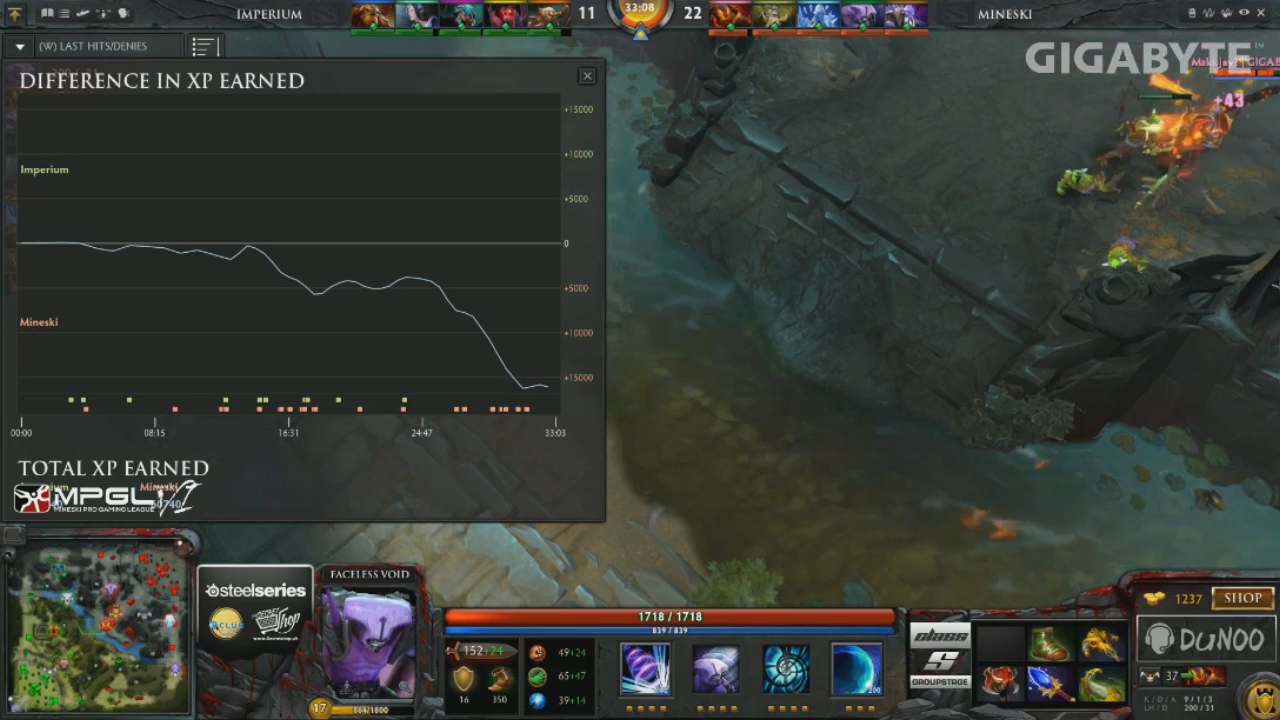 IMPERIUM
11
33:08
22
MINESKI
(W) LAST HITS/DENIES
GIGABYTE
DIFFERENCE IN XP EARNED
+43
+15000
+10000
+5000
0
+5000
+10000
+15000
Imperium
Mineski
00:00
08:15
16:31
24:47
33:03
TOTAL XP EARNED
Mineski
MPGL
MINESKI PRO GAMING LEAGUE
steelseries
FACELESS VOID
17
864/1800
1718 / 1718
839 / 839
152+24
16
350
49+24
65+47
39+14
200
GROUPSTAGE
1237
SHOP
DUNOO
37
K / D / A 9 / 1 / 3
LH / D 200 / 31